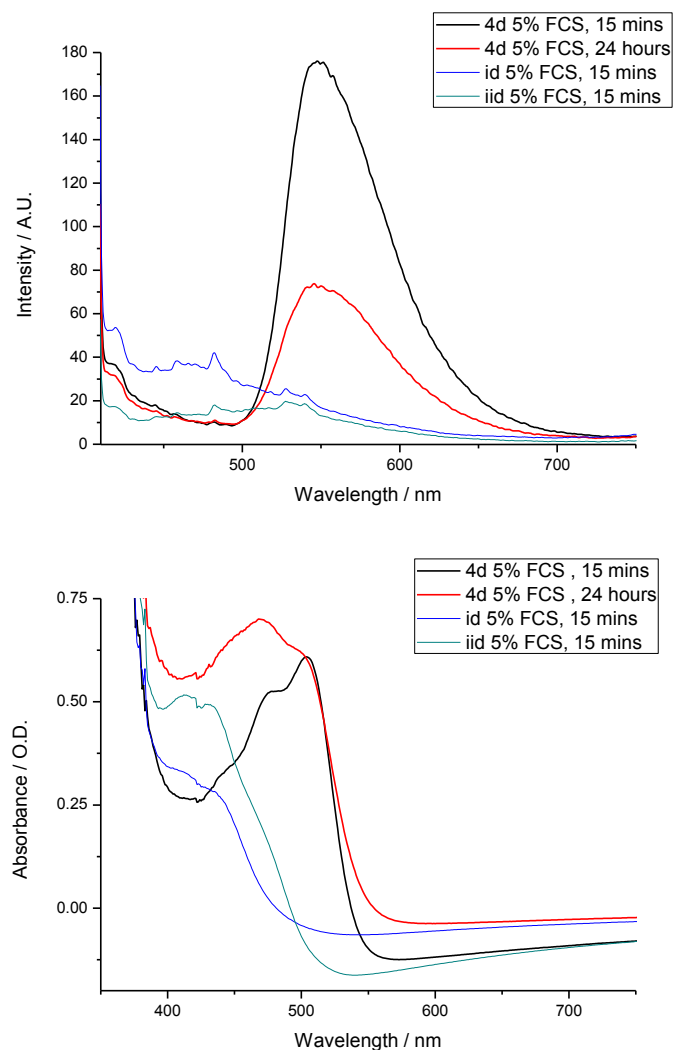 4d 5% FCS, 15 mins
4d 5% FCS, 24 hours
id 5% FCS, 15 mins
iid 5% FCS, 15 mins
180
160
140
120
100
80
60
40
20
0
Intensity / A.U.
500
600
700
Wavelength / nm
4d 5% FCS , 15 mins
4d 5% FCS, 24 hours
id 5% FCS, 15 mins
iid 5% FCS, 15 mins
0.75
0.50
0.25
0.00
Absorbance / O.D.
400
500
600
700
Wavelength / nm